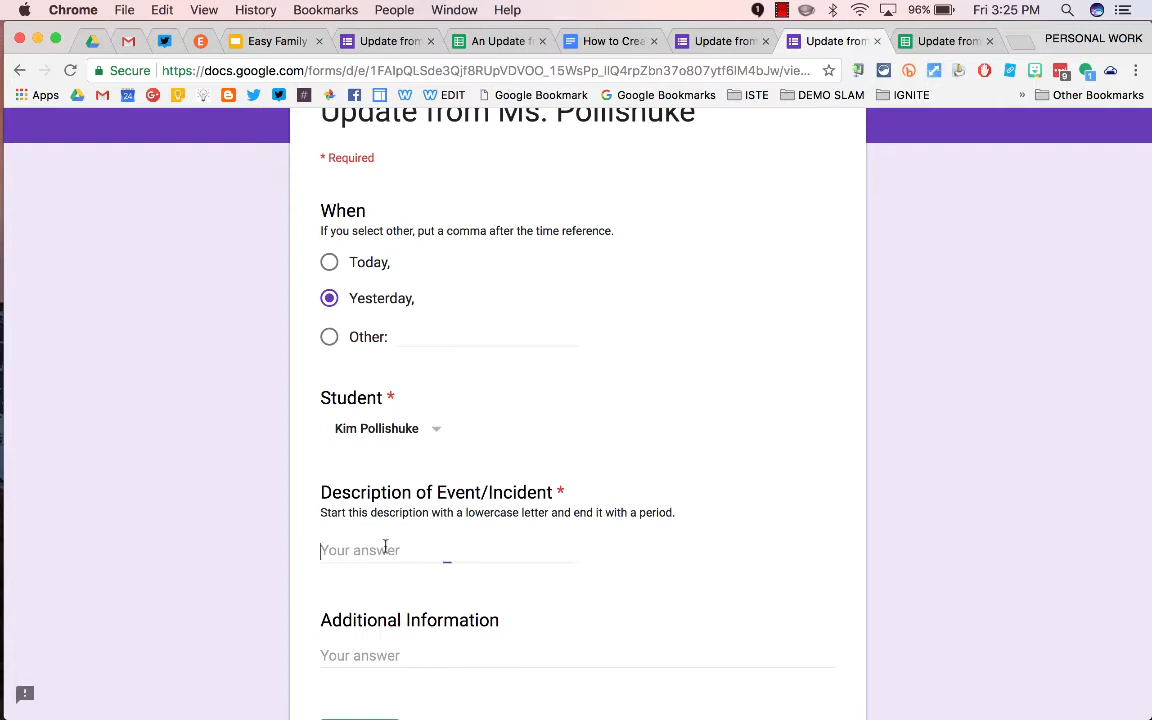 Chrome File Edit View History Bookmarks People Window Help 96% Fri 3:25 PM
Easy Family Update from An Update f How to Crea Update from Update from Update from PERSONAL WORK
Secure https://docs.google.com/forms/d/e/1FAIpQLSde3Qjf8RUpVDVOO_15WsPp_lIQ4rpZbn37o807ytf6lM4bJw/vie...
Apps EDIT Google Bookmark Google Bookmarks ISTE DEMO SLAM IGNITE » Other Bookmarks
Update from Ms. Pollishuke
* Required
When
If you select other, put a comma after the time reference.
Today,
Yesterday,
Other:
Student *
Kim Pollishuke
Description of Event/Incident *
Start this description with a lowercase letter and end it with a period.
Your answer
Additional Information
Your answer